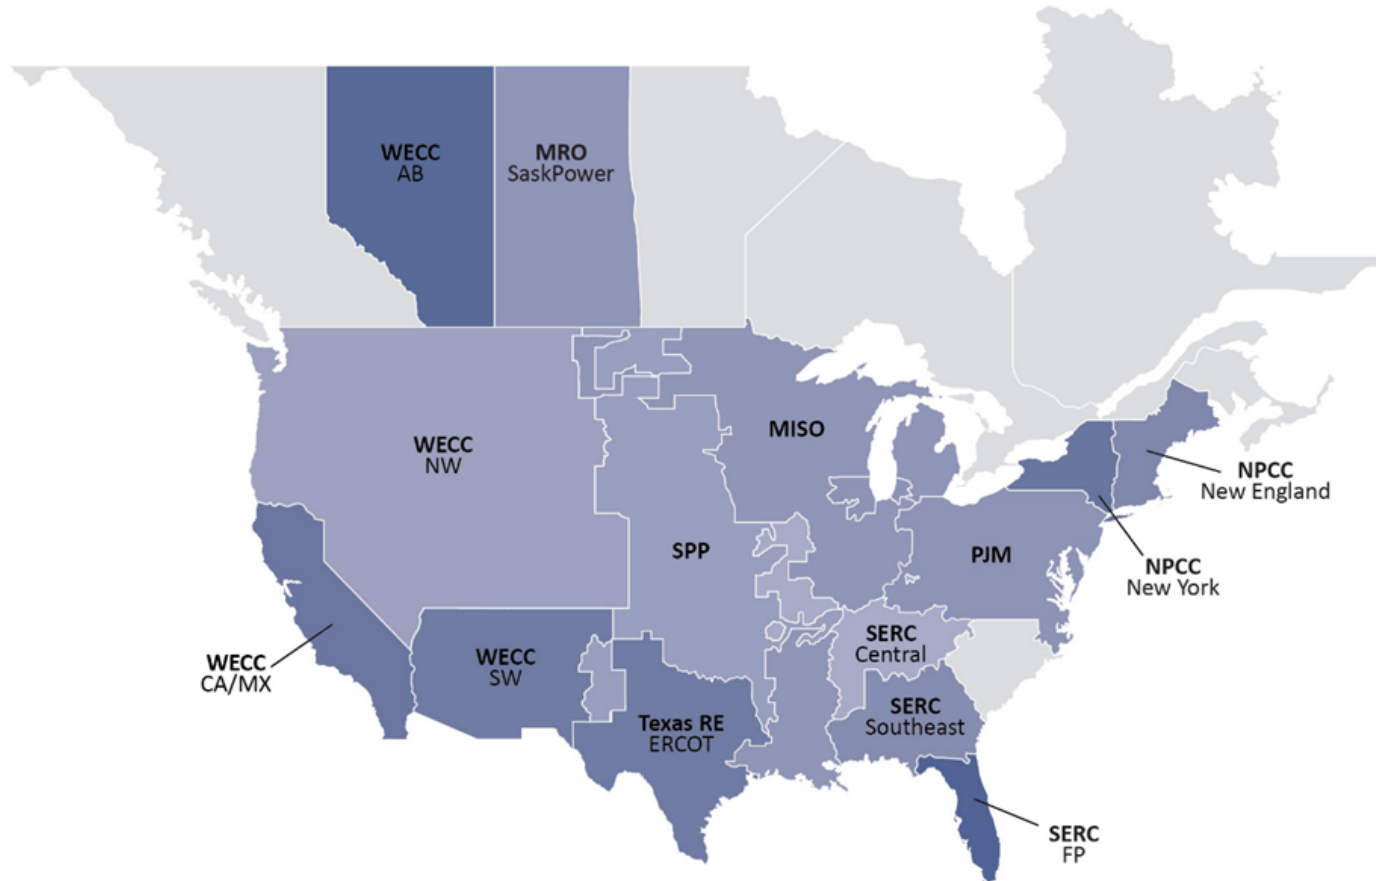 WECC
AB
MRO
SaskPower
WECC
NW
MISO
NPCC
New England
SPP
PJM
NPCC
New York
WECC
CA/MX
WECC
SW
SERC
Central
Texas RE
ERCOT
SERC
Southeast
SERC
FP